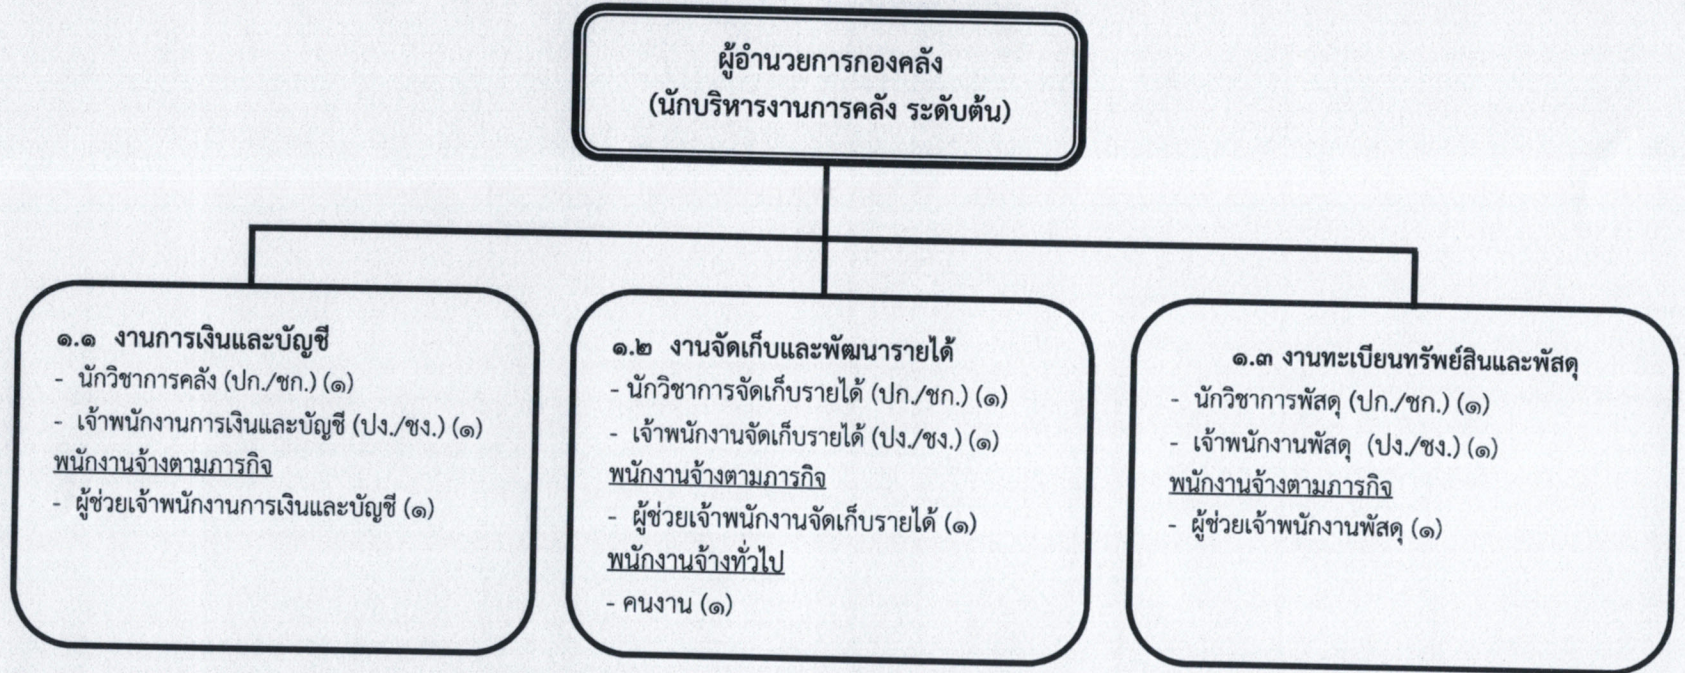 ผู้อำนวยการกองคลัง
(นักบริหารงานการคลัง ระดับต้น)
๑.๑ งานการเงินและบัญชี
- นักวิชาการคลัง (ปก./ชก.) (๑)
- เจ้าพนักงานการเงินและบัญชี (ปง./ชง.) (๑)
พนักงานจ้างตามภารกิจ
- ผู้ช่วยเจ้าพนักงานการเงินและบัญชี (๑)
๑.๒ งานจัดเก็บและพัฒนารายได้
- นักวิชาการจัดเก็บรายได้ (ปก./ชก.) (๑)
- เจ้าพนักงานจัดเก็บรายได้ (ปง./ชง.) (๑)
พนักงานจ้างตามภารกิจ
- ผู้ช่วยเจ้าพนักงานจัดเก็บรายได้ (๑)
พนักงานจ้างทั่วไป
- คนงาน (๑)
๑.๓ งานทะเบียนทรัพย์สินและพัสดุ
- นักวิชาการพัสดุ (ปก./ชก.) (๑)
- เจ้าพนักงานพัสดุ (ปง./ชง.) (๑)
พนักงานจ้างตามภารกิจ
- ผู้ช่วยเจ้าพนักงานพัสดุ (๑)